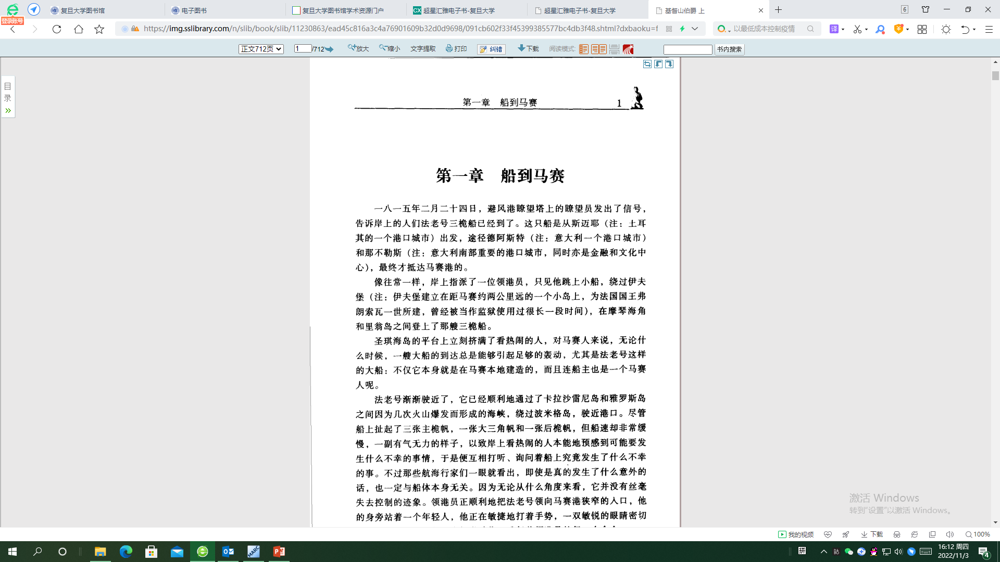 复旦大学图书馆
电子图书
复旦大学图书馆学术资源门户
CX 超星汇雅电子书-复旦大学
超星汇雅电子书-复旦大学
基督山伯爵 上
6
登录账号
https://img.sslibrary.com/n/slib/book/slib/11230863/ead45c816a3c4a76901609b32d0d9698/091cb602f33f45399385577bc4db3f48.shtml?dxbaoku=f
以最低成本控制疫情
译
正文712页
1 /712
放大
缩小
文字提取
打印
纠错
下载
阅读模式:
书内搜索
目
录
第一章 船到马赛 1
第一章 船到马赛
一八一五年二月二十四日，避风港瞭望塔上的瞭望员发出了信号，
告诉岸上的人们法老号三桅船已经到了。这只船是从斯迈耶（注：土耳
其的一个港口城市）出发，途径德阿斯特（注：意大利一个港口城市）
和那不勒斯（注：意大利南部重要的港口城市，同时亦是金融和文化中
心），最终才抵达马赛港的。
像往常一样，岸上指派了一位领港员，只见他跳上小船，绕过伊夫
堡（注：伊夫堡建立在距马赛约两公里远的一个小岛上，为法国国王弗
朗索瓦一世所建，曾经被当作监狱使用过很长一段时间），在摩琴海角
和里翁岛之间登上了那艘三桅船。
圣琪海岛的平台上立刻挤满了看热闹的人，对马赛人来说，无论什
么时候，一艘大船的到达总是能够引起足够的轰动，尤其是法老号这样
的大船：不仅它本身就是在马赛本地建造的，而且连船主也是一个马赛
人呢。
法老号渐渐驶近了，它已经顺利地通过了卡拉沙雷尼岛和雅罗斯岛
之间因为几次火山爆发而形成的海峡，绕过波米格岛，驶近港口。尽管
船上扯起了三张主桅帆，一张大三角帆和一张后桅帆，但船速却非常缓
慢，一副有气无力的样子，以致岸上看热闹的人本能地预感到可能要发
生什么不幸的事情，于是便互相打听、询问着船上究竟发生了什么不幸
的事。不过那些航海行家们一眼就看出，即使是真的发生了什么意外的
话，也一定与船体本身无关。因为无论从什么角度来看，它并没有丝毫
失去控制的迹象。领港员正顺利地把法老号领向马赛港狭窄的入口，他
的身旁站着一个年轻人，他正在敏捷地打着手势，一双敏锐的眼睛密切
激活 Windows
转到“设置”以激活 Windows。
我的视频
下载
100%
MARC
拼
16:12 周四
2022/11/3
4